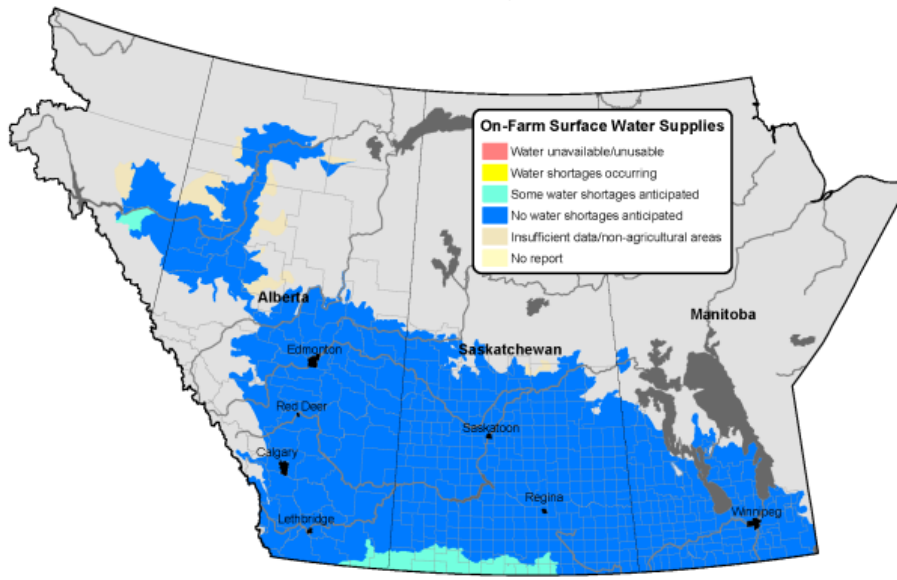 On-Farm Surface Water Supplies
Water unavailable/unusable
Water shortages occurring
Some water shortages anticipated
No water shortages anticipated
Insufficient data/non-agricultural areas
No report
Alberta
Manitoba
Saskatchewan
Edmonton
Red Deer
Saskatoon
Calgary
Regina
Lethbridge
Winnipeg